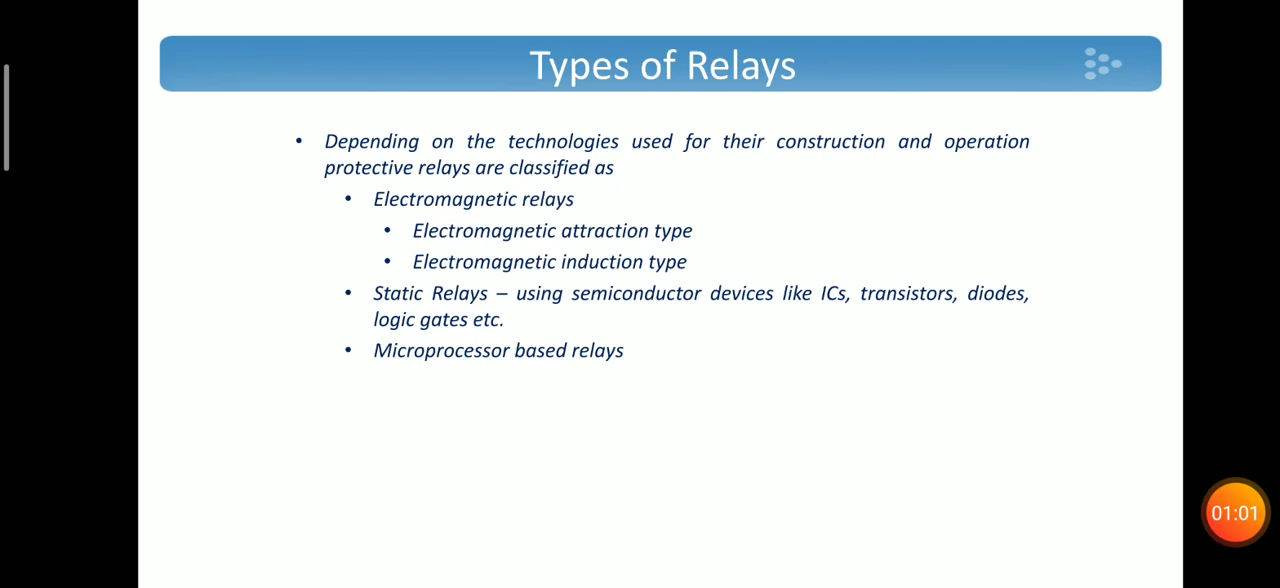 Types of Relays
• Depending on the technologies used for their construction and operation
protective relays are classified as
• Electromagnetic relays
• Electromagnetic attraction type
• Electromagnetic induction type
• Static Relays – using semiconductor devices like ICs, transistors, diodes,
logic gates etc.
• Microprocessor based relays
01:01